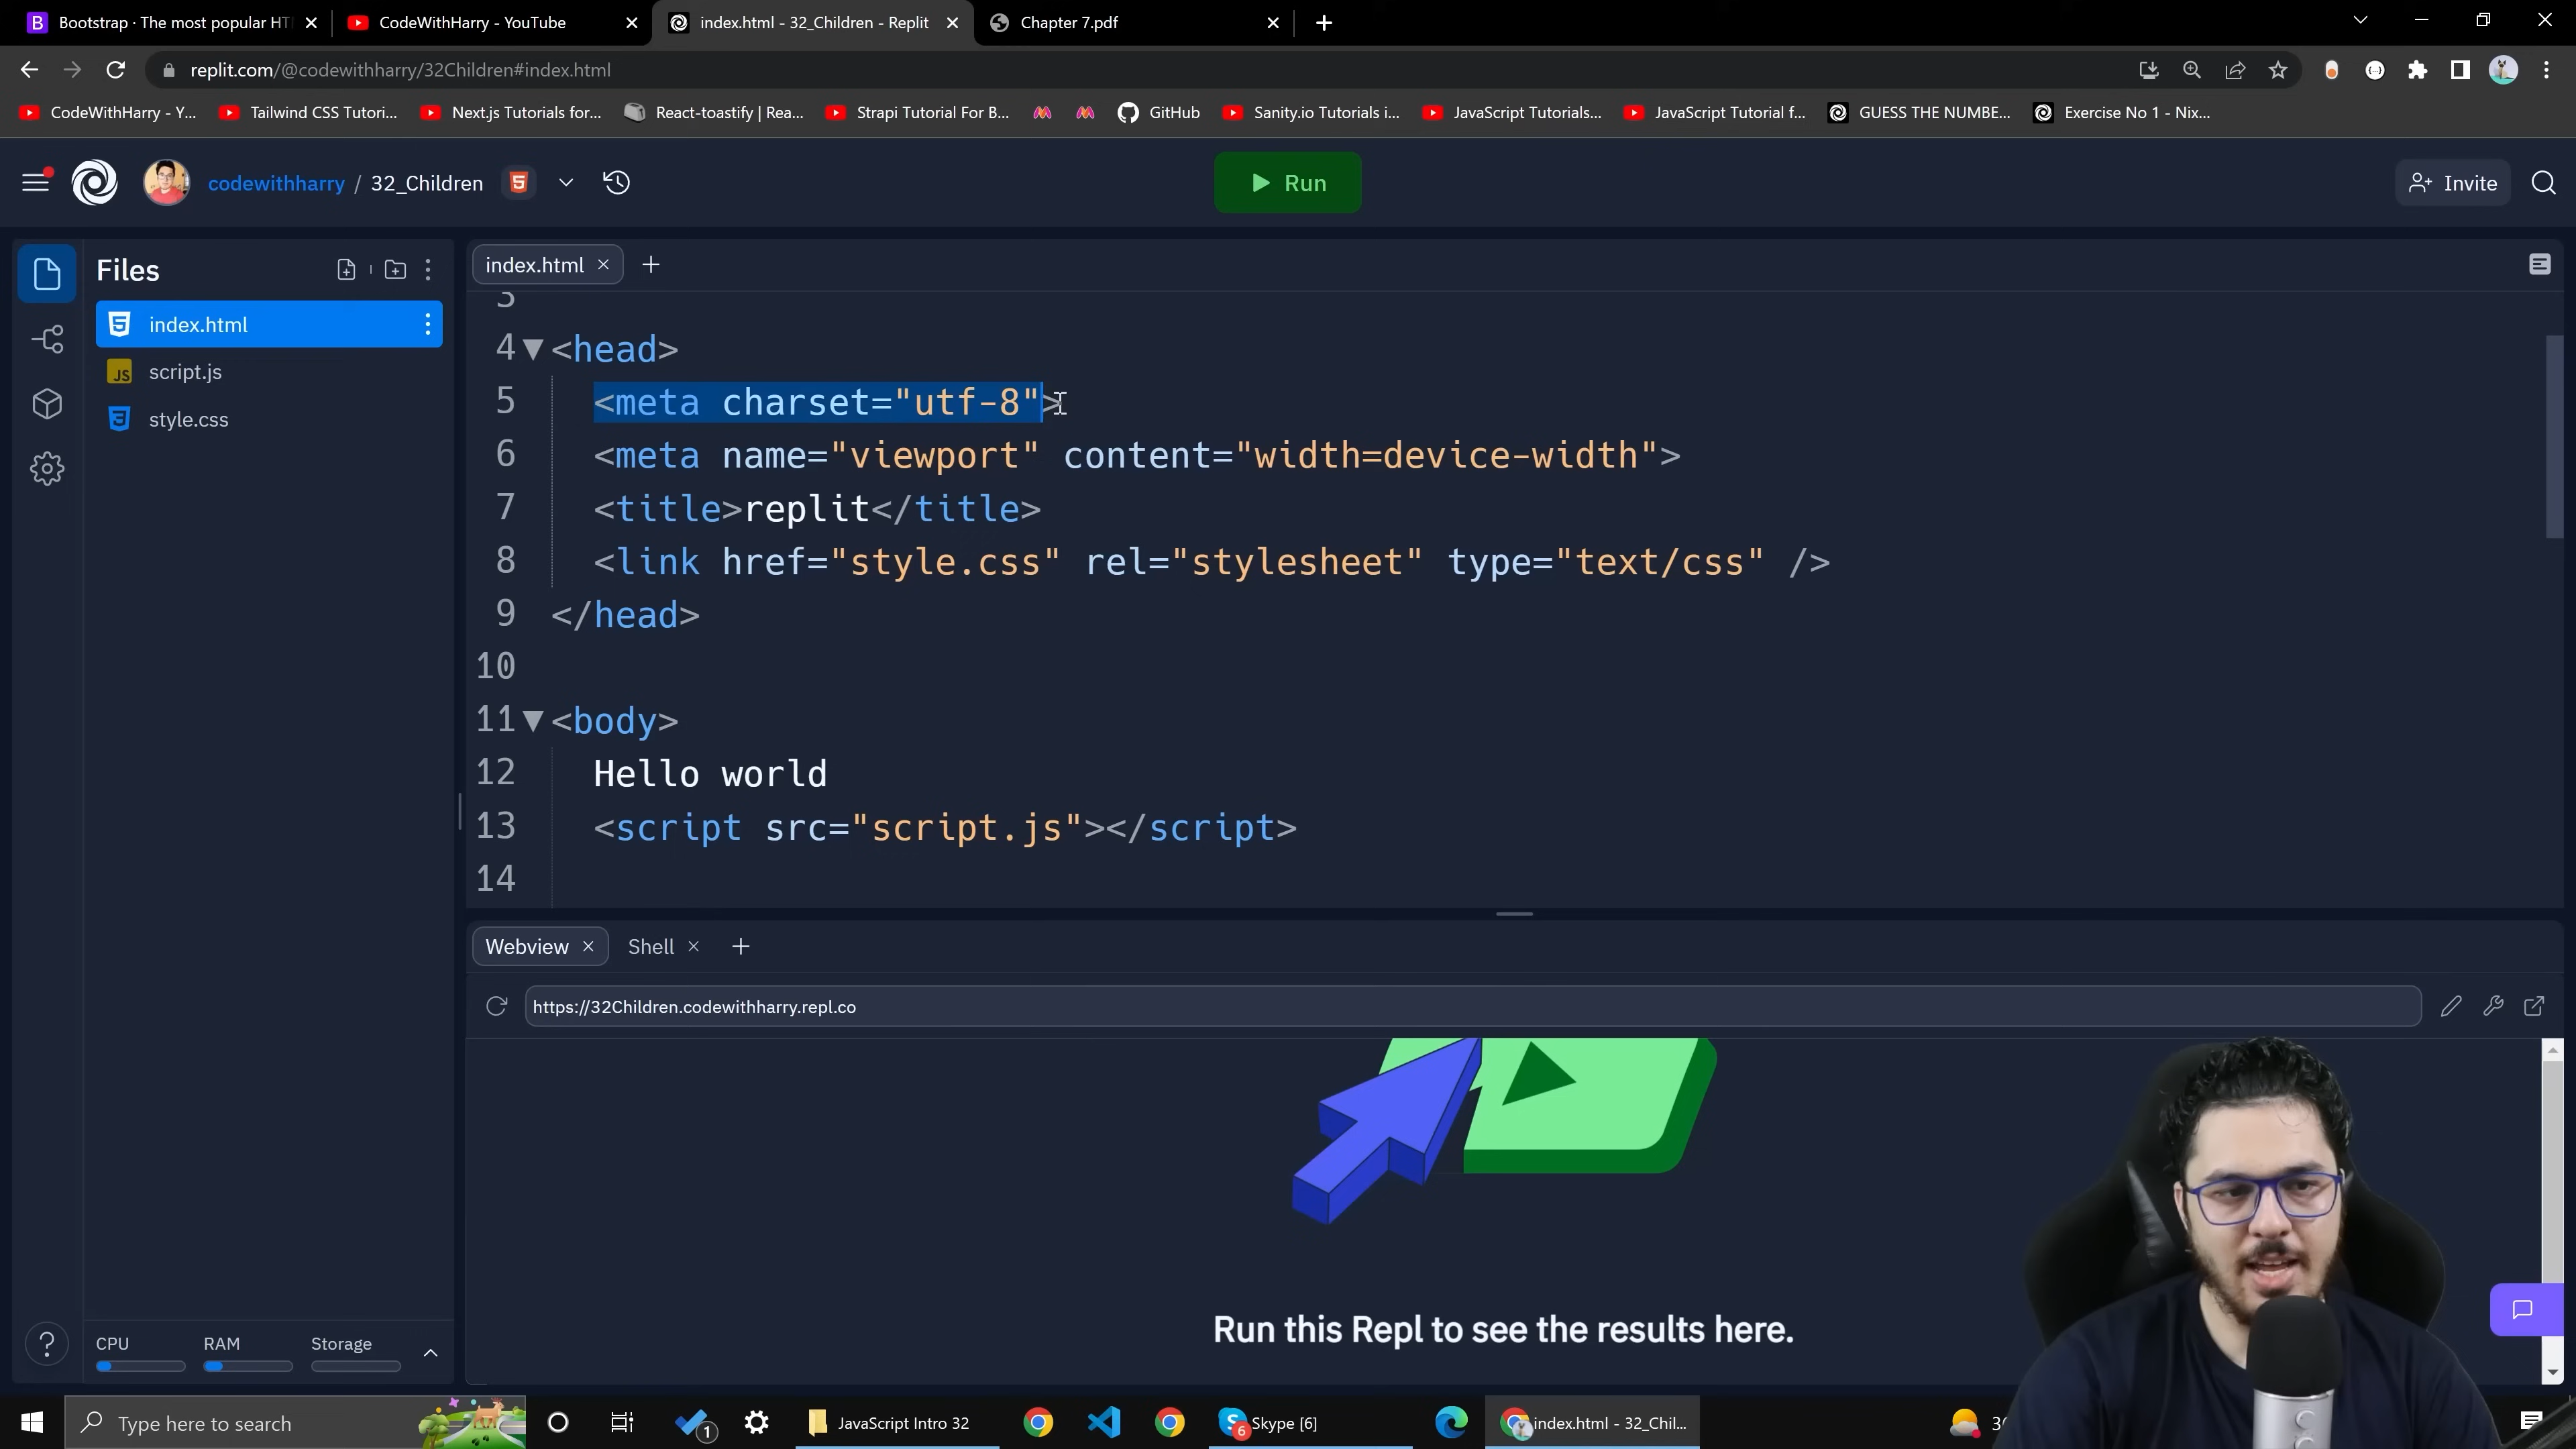 Bootstrap · The most popular HT
CodeWithHarry - YouTube
index.html - 32_Children - Replit
Chapter 7.pdf
replit.com/@codewithharry/32Children#index.html
CodeWithHarry - Y...
Tailwind CSS Tutori...
Next.js Tutorials for...
React-toastify | Rea...
Strapi Tutorial For B...
GitHub
Sanity.io Tutorials i...
JavaScript Tutorials...
JavaScript Tutorial f...
GUESS THE NUMBE...
Exercise No 1 - Nix...
codewithharry / 32_Children
Run
Invite
Files
index.html
script.js
style.css
index.html
3
4 <head>
5 <meta charset="utf-8">
6 <meta name="viewport" content="width=device-width">
7 <title>replit</title>
8 <link href="style.css" rel="stylesheet" type="text/css" />
9 </head>
10
11 <body>
12 Hello world
13 <script src="script.js"></script>
14
Webview
Shell
https://32Children.codewithharry.repl.co
Run this Repl to see the results here.
CPU
RAM
Storage
Type here to search
1
JavaScript Intro 32
6
Skype [6]
index.html - 32_Chil...